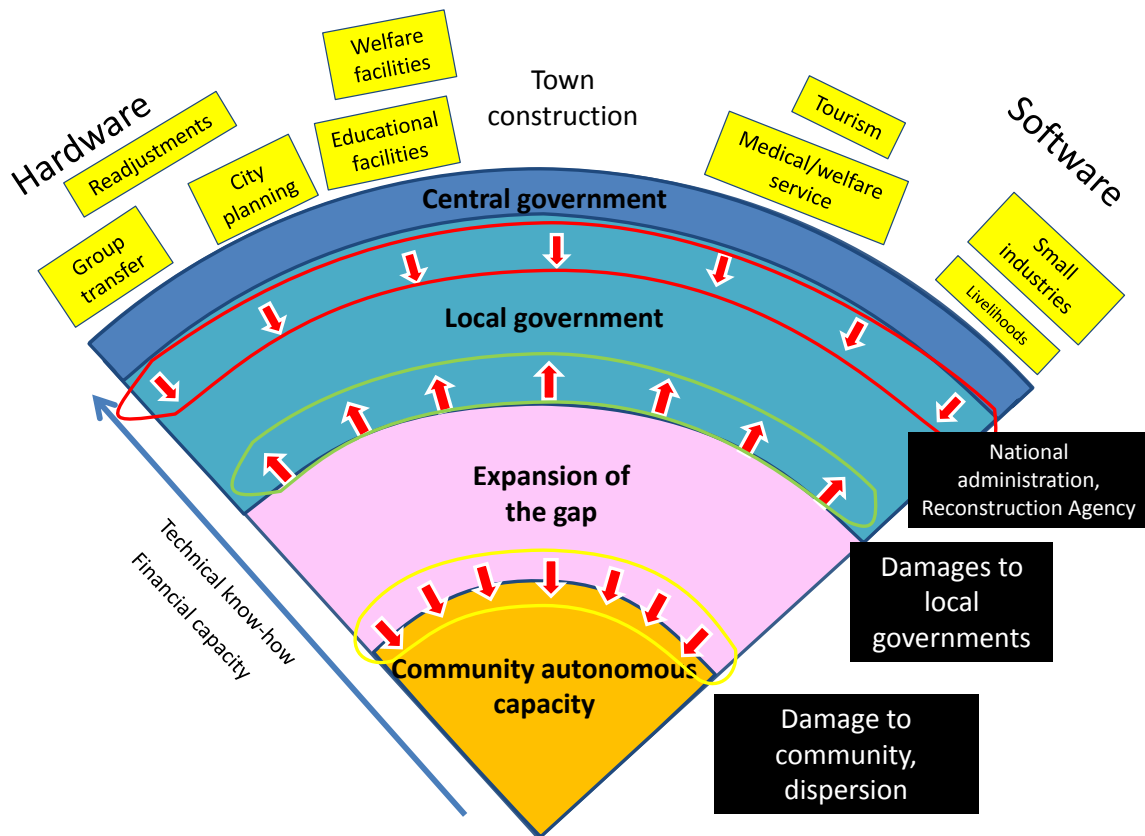 Welfare
facilities
Town
construction
Tourism
Hardware
Software
Readjustments
Educational
facilities
City
planning
Medical/welfare
service
Group
transfer
Small
industries
Livelihoods
Central government
Local government
National
administration,
Reconstruction Agency
Expansion of
the gap
Technical know-how
Financial capacity
Damages to
local
governments
Community autonomous
capacity
Damage to
community,
dispersion